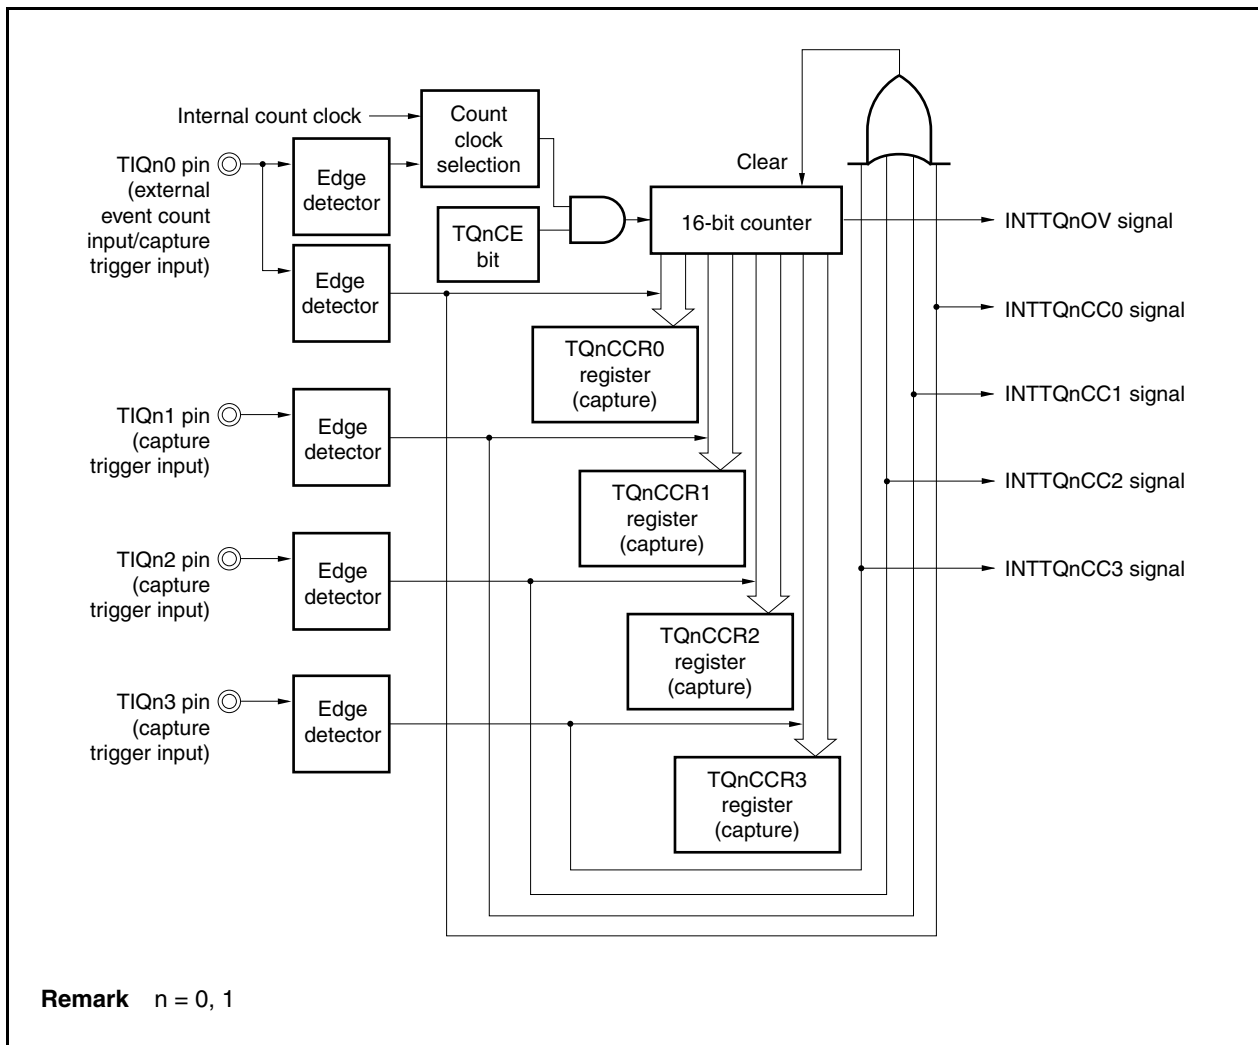 Internal count clock
Count
clock
selection
TIQn0 pin
(external
event count
input/capture
trigger input)
Edge
detector
TQnCE
bit
Edge
detector
Clear
16-bit counter
INTTQnOV signal
INTTQnCC0 signal
TQnCCR0
register
(capture)
TIQn1 pin
(capture
trigger input)
Edge
detector
INTTQnCC1 signal
TQnCCR1
register
(capture)
INTTQnCC2 signal
TIQn2 pin
(capture
trigger input)
Edge
detector
INTTQnCC3 signal
TQnCCR2
register
(capture)
TIQn3 pin
(capture
trigger input)
Edge
detector
TQnCCR3
register
(capture)
Remark n = 0, 1